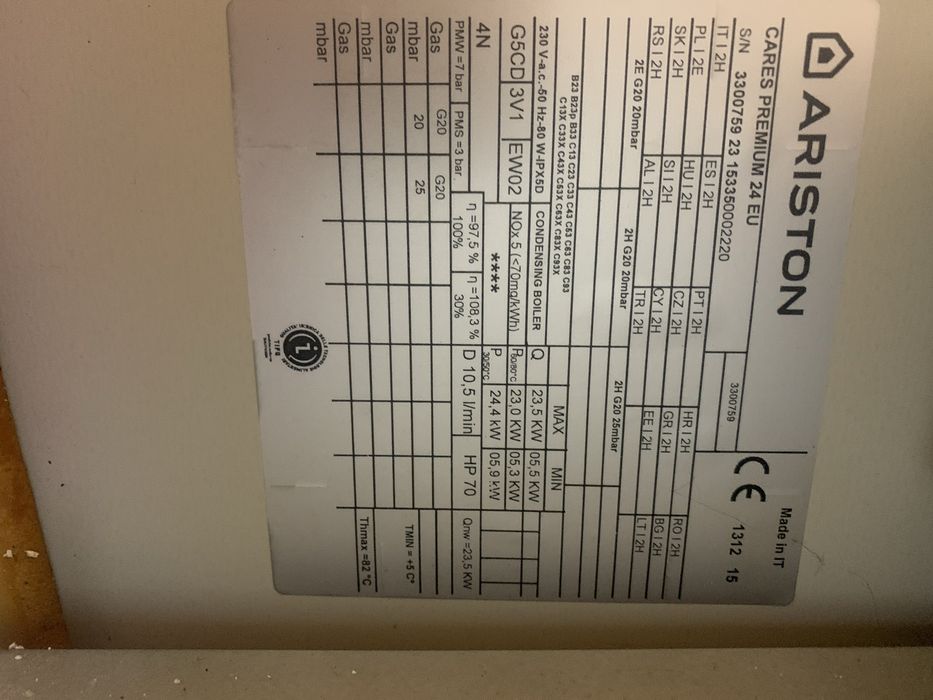 ARISTON
Made in IT
CARES PREMIUM 24 EU
S/N 3300759 23 153350002220
3300759
CE 1312 15
IT I 2H ES I 2H PT I 2H HR I 2H RO I 2H
PL I 2E HU I 2H CZ I 2H GR I 2H BG I 2H
SK I 2H SI I 2H CY I 2H EE I 2H LT I 2H
RS I 2H AL I 2H TR I 2H
2E G20 20mbar 2H G20 20mbar 2H G20 25mbar
B23 B23p B33 C13 C23 C33 C43 C53 C63 C83 C93
C13X C33X C43X C53X C63X C83X C93X
MAX MIN
230 V-a.c.-50 Hz-80 W-IPX5D CONDENSING BOILER Q 23,5 KW 05,5 KW
G5CD 3V1 EW02 NOx 5 (<70mg/kWh) P60/80°C 23,0 KW 05,3 KW
4N **** P30/50°C 24,4 KW 05,9 KW
PMW =7 bar PMS =3 bar η =97,5 % 100% η =108,3 % 30% D 10,5 l/min HP 70 Qnw =23,5 KW
Gas G20 G20
mbar 20 25
TMIN = +5 C°
Gas
mbar
Thmax =82 °C
Gas
mbar
TIFQ